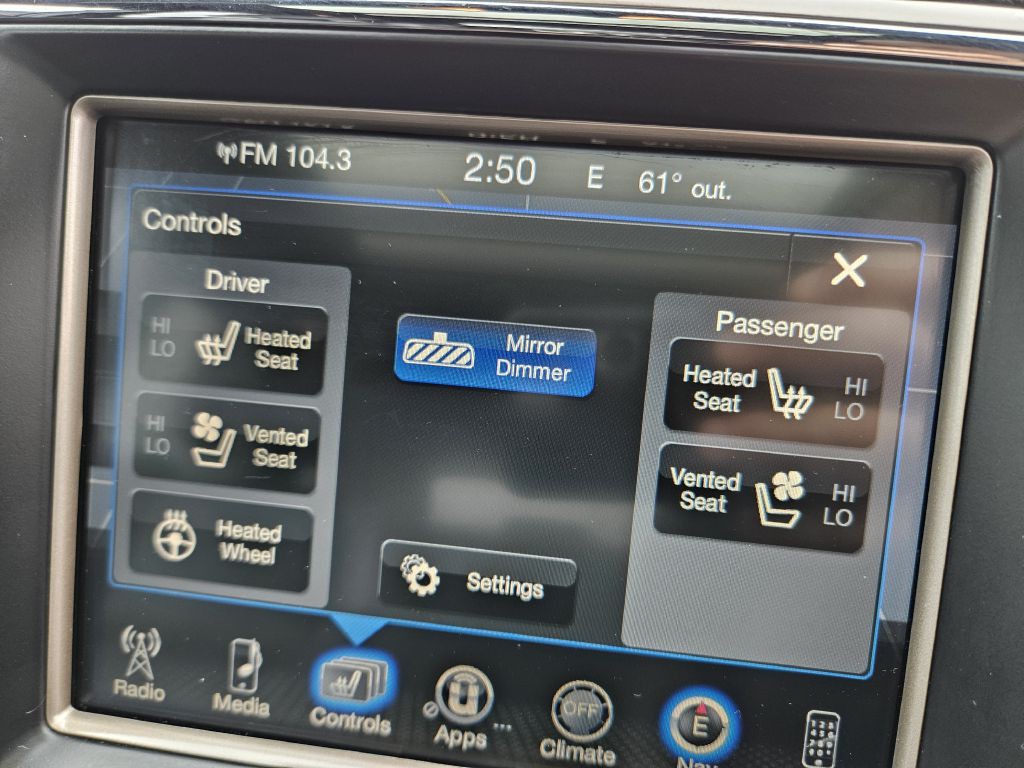 FM 104.3 2:50 E 61° out.
Controls
Driver
HI
LO
Heated
Seat
HI
LO
Vented
Seat
Heated
Wheel
Mirror
Dimmer
Settings
Passenger
Heated
Seat
HI
LO
Vented
Seat
HI
LO
Radio
Media
Controls
Apps ...
OFF
Climate
E
Nav